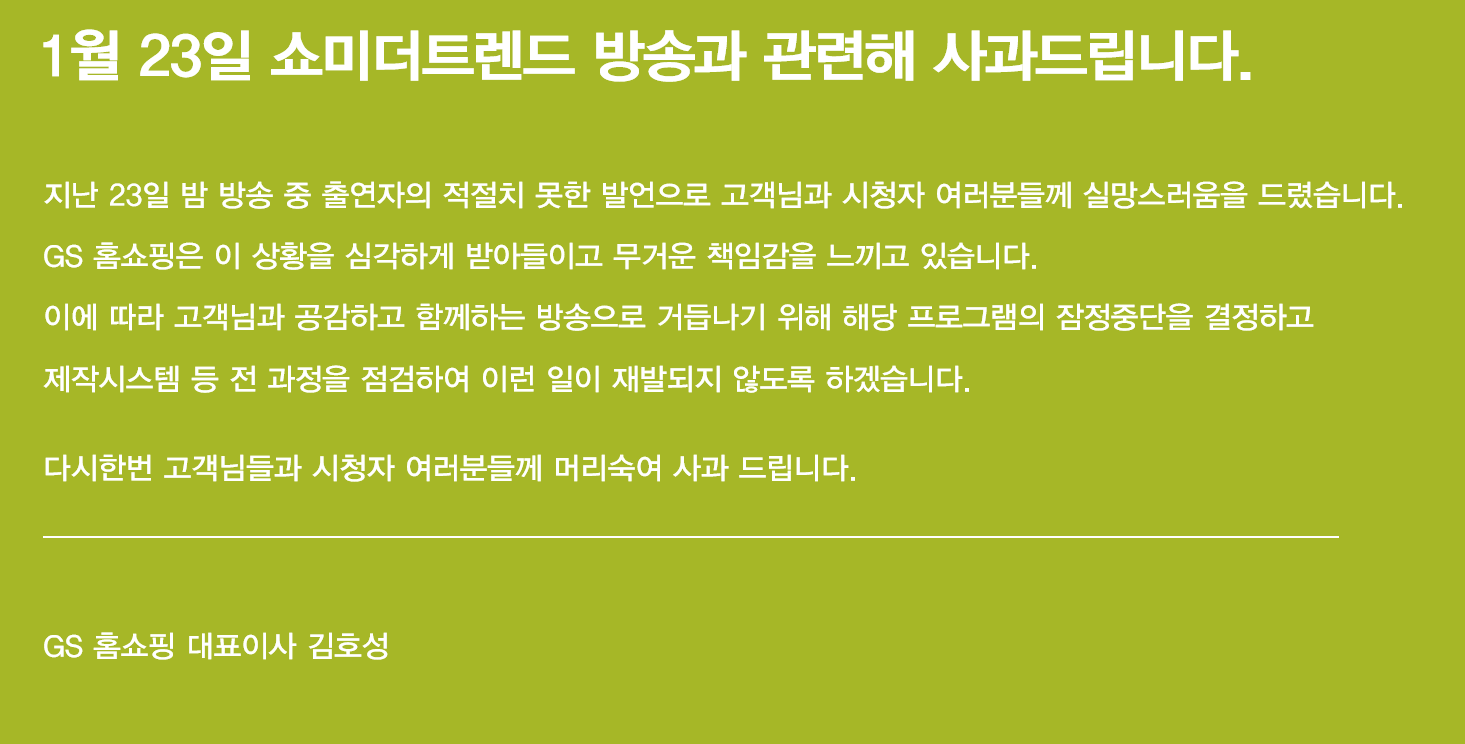 1월 23일 쇼미더트렌드 방송과 관련해 사과드립니다.
지난 23일 밤 방송 중 출연자의 적절치 못한 발언으로 고객님과 시청자 여러분들께 실망스러움을 드렸습니다.
GS 홈쇼핑은 이 상황을 심각하게 받아들이고 무거운 책임감을 느끼고 있습니다.
이에 따라 고객님과 공감하고 함께하는 방송으로 거듭나기 위해 해당 프로그램의 잠정중단을 결정하고
제작시스템 등 전 과정을 점검하여 이런 일이 재발되지 않도록 하겠습니다.
다시한번 고객님들과 시청자 여러분들께 머리숙여 사과 드립니다.
GS 홈쇼핑 대표이사 김호성